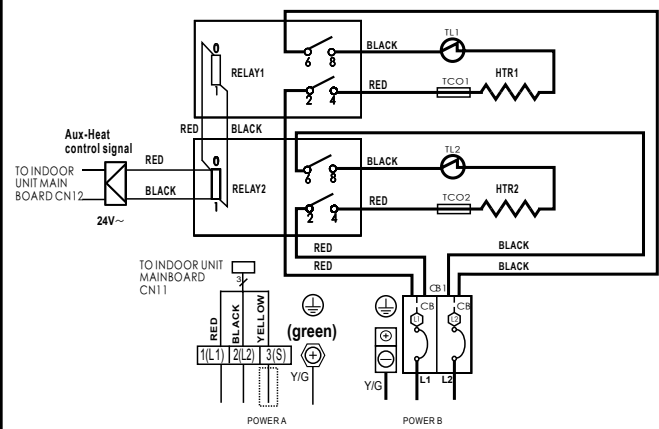 TL1
BLACK
6 8
0
RELAY1
HTR1
TCO1
RED
2 4
1
RED BLACK
Aux-Heat
control signal
TO INDOOR
UNIT MAIN
BOARD CN12
RED
BLACK
24V~
0
RELAY2
1
6 8
BLACK
TL2
HTR2
TCO2
RED
2 4
RED
RED
BLACK
BLACK
TO INDOOR UNIT
MAINBOARD
CN11
3
RED
BLACK
YELLOW
1(L1) 2(L2) 3(S)
(green)
Y/G
POWER A
CB1
CB CB
L1 L2
Y/G
L1 L2
POWER B